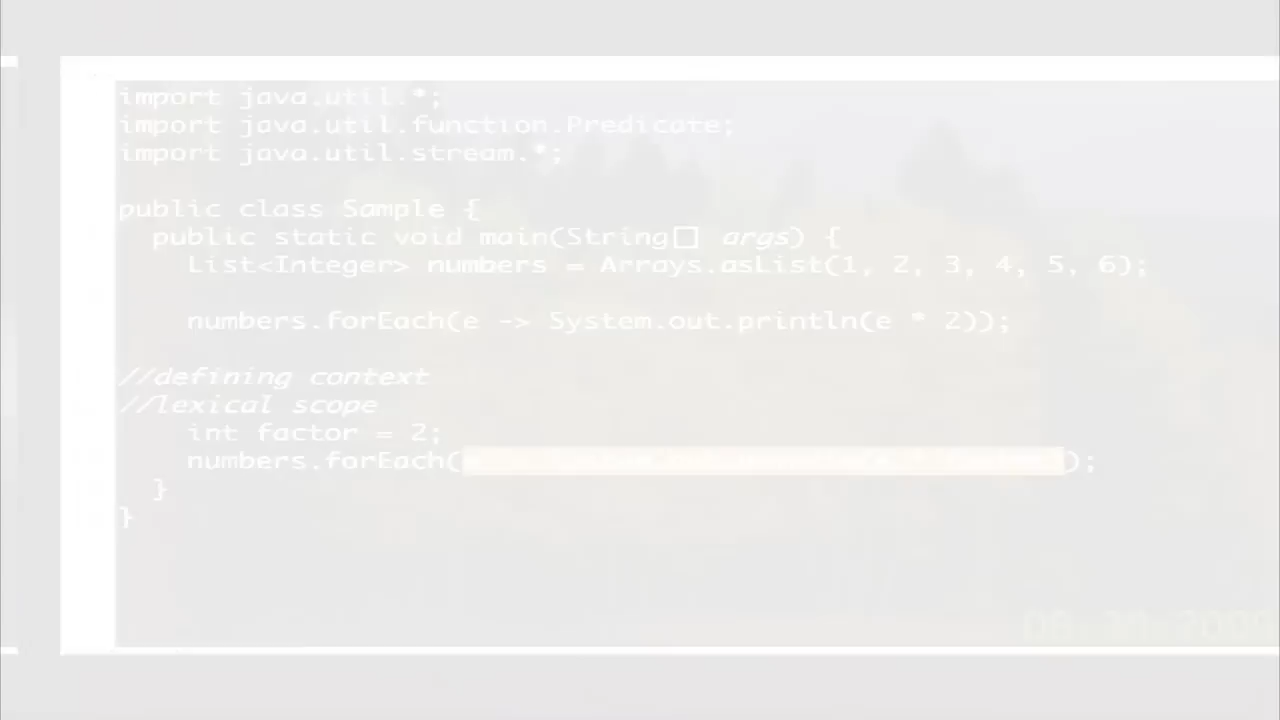 import java.util.*;
import java.util.function.Predicate;
import java.util.stream.*;
public class Sample {
public static void main(String[] args) {
List<Integer> numbers = Arrays.asList(1, 2, 3, 4, 5, 6);
numbers.forEach(e -> System.out.println(e * 2));
//defining context
//lexical scope
int factor = 2;
numbers.forEach( );
}
}